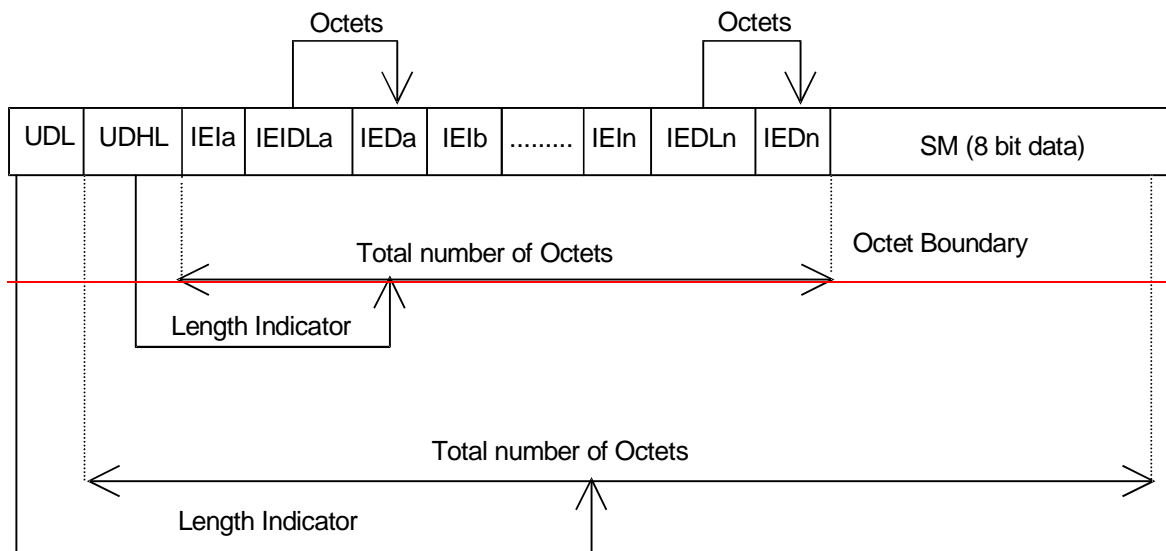 Octets Octets
UDL UDHL IEIa IEIDLa IEDa IEIb ......... IEIn IEDLn IEDn SM (8 bit data)
Total number of Octets Octet Boundary
Length Indicator
Total number of Octets
Length Indicator